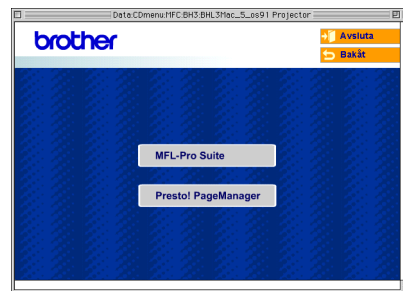 Data:CDmenu:MFC:BH3:BHL3Mac_5_os91 Projector
brother
Avsluta
Bakåt
MFL-Pro Suite
Presto! PageManager